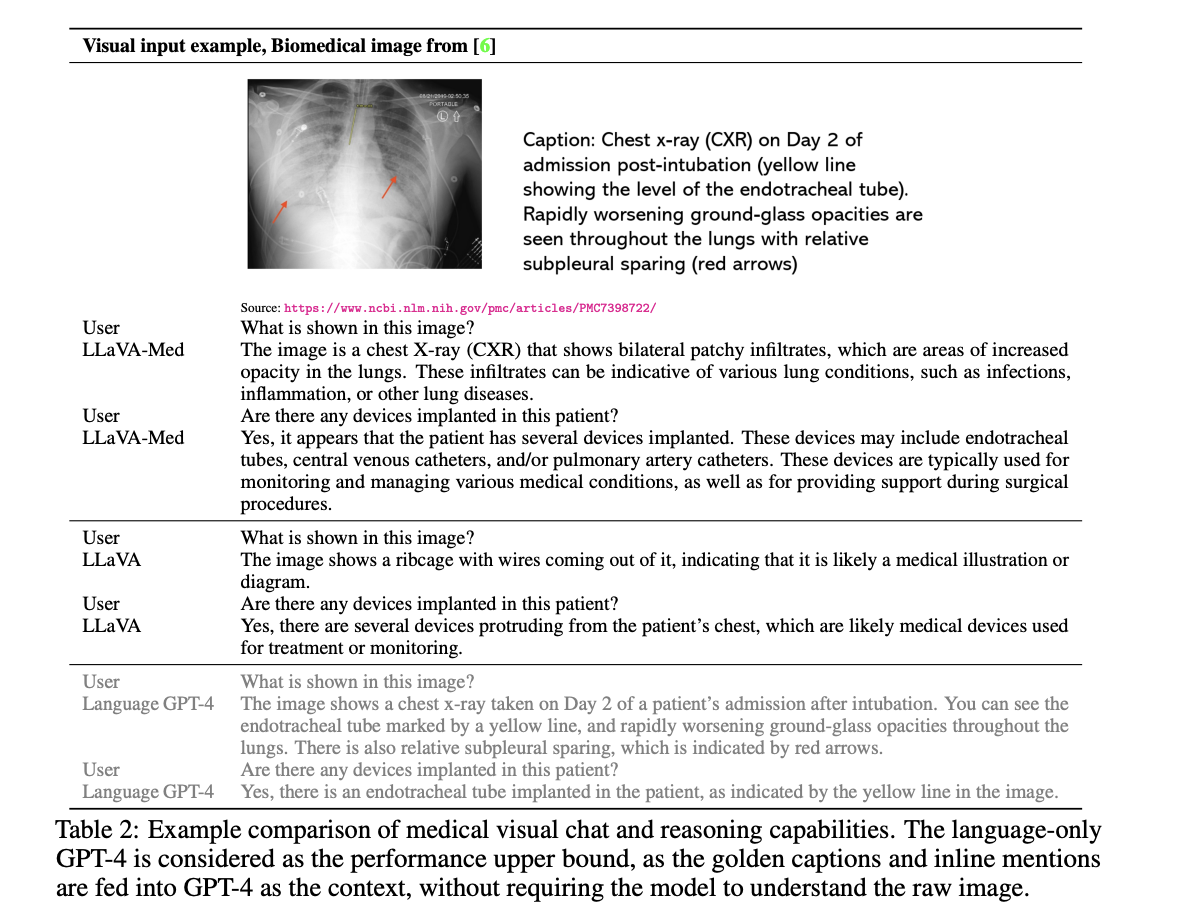 Visual input example, Biomedical image from [6]
PORTABLE
L
Caption: Chest x-ray (CXR) on Day 2 of
admission post-intubation (yellow line
showing the level of the endotracheal tube).
Rapidly worsening ground-glass opacities are
seen throughout the lungs with relative
subpleural sparing (red arrows)
Source: https://www.ncbi.nlm.nih.gov/pmc/articles/PMC7398722/
User What is shown in this image?
LLaVA-Med The image is a chest X-ray (CXR) that shows bilateral patchy infiltrates, which are areas of increased
opacity in the lungs. These infiltrates can be indicative of various lung conditions, such as infections,
inflammation, or other lung diseases.
User Are there any devices implanted in this patient?
LLaVA-Med Yes, it appears that the patient has several devices implanted. These devices may include endotracheal
tubes, central venous catheters, and/or pulmonary artery catheters. These devices are typically used for
monitoring and managing various medical conditions, as well as for providing support during surgical
procedures.
User What is shown in this image?
LLaVA The image shows a ribcage with wires coming out of it, indicating that it is likely a medical illustration or
diagram.
User Are there any devices implanted in this patient?
LLaVA Yes, there are several devices protruding from the patient's chest, which are likely medical devices used
for treatment or monitoring.
User What is shown in this image?
Language GPT-4 The image shows a chest x-ray taken on Day 2 of a patient's admission after intubation. You can see the
endotracheal tube marked by a yellow line, and rapidly worsening ground-glass opacities throughout the
lungs. There is also relative subpleural sparing, which is indicated by red arrows.
User Are there any devices implanted in this patient?
Language GPT-4 Yes, there is an endotracheal tube implanted in the patient, as indicated by the yellow line in the image.
Table 2: Example comparison of medical visual chat and reasoning capabilities. The language-only
GPT-4 is considered as the performance upper bound, as the golden captions and inline mentions
are fed into GPT-4 as the context, without requiring the model to understand the raw image.